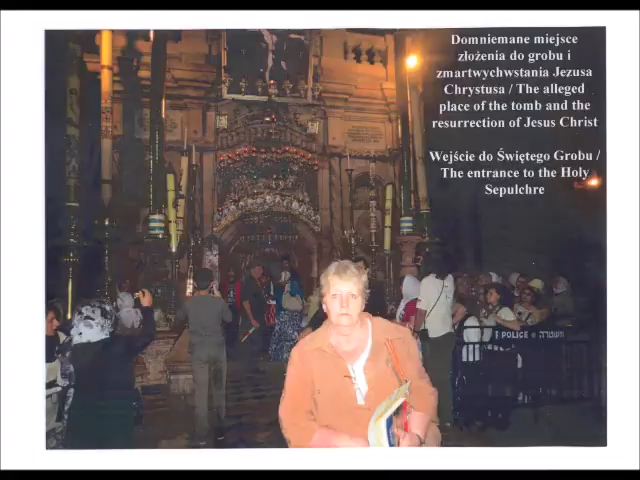 Domniemane miejsce
złożenia do grobu i
zmartwychwstania Jezusa
Chrystusa / The alleged
place of the tomb and the
resurrection of Jesus Christ
Wejście do Świętego Grobu /
The entrance to the Holy
Sepulchre
POLICE משטרה